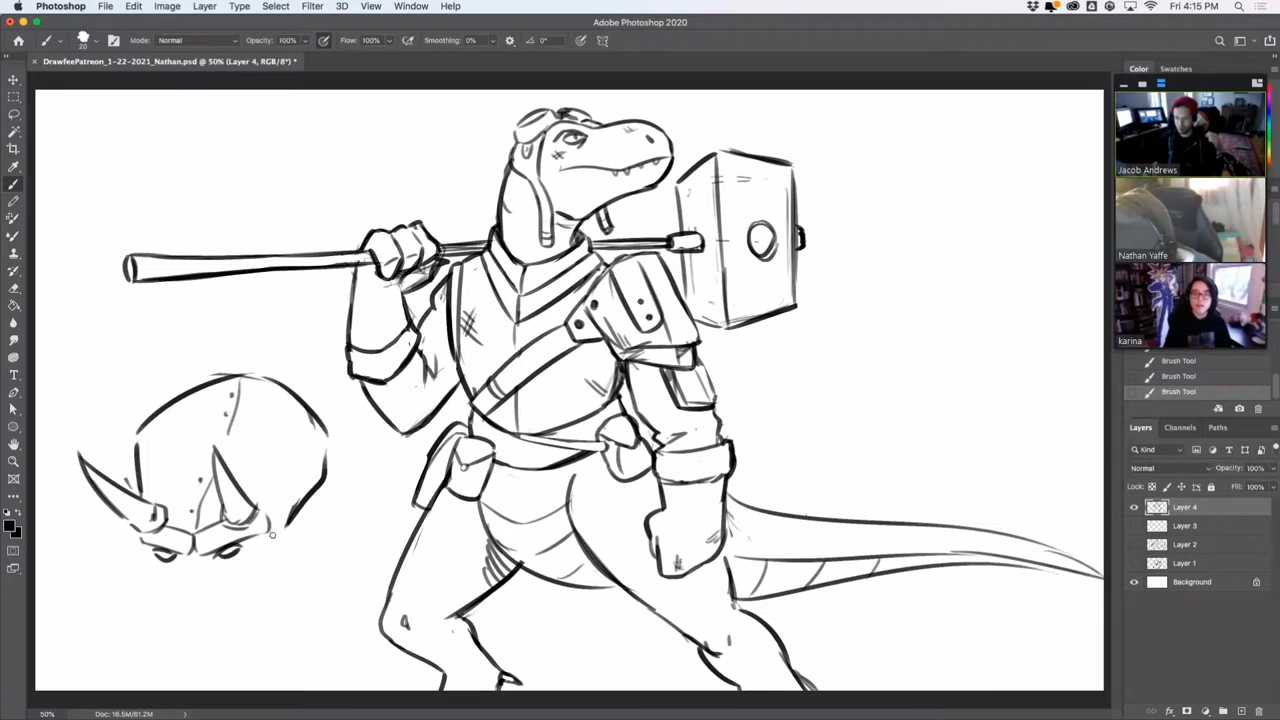 Photoshop File Edit Image Layer Type Select Filter 3D View Window Help Fri 4:15 PM
Adobe Photoshop 2020
20 Mode: Normal Opacity: 100% Flow: 100% Smoothing: 0% 0°
DrawfeePatreon_1-22-2021_Nathan.psd @ 50% (Layer 4, RGB/8*) *
Color Swatches
Jacob Andrews
Nathan Yaffe
karina
Brush Tool
Brush Tool
Brush Tool
Layers Channels Paths
Kind
Normal Opacity: 100%
Lock: Fill: 100%
Layer 4
Layer 3
Layer 2
Layer 1
Background
50% Doc: 16.5M/61.2M